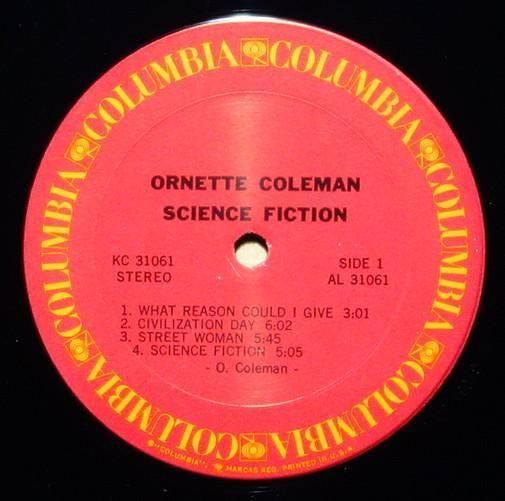 COLUMBIA COLUMBIA COLUMBIA COLUMBIA COLUMBIA COLUMBIA
ORNETTE COLEMAN
SCIENCE FICTION
KC 31061
STEREO
SIDE 1
AL 31061
1. WHAT REASON COULD I GIVE 3:01
2. CIVILIZATION DAY 6:02
3. STREET WOMAN 5:45
4. SCIENCE FICTION 5:05
- O. Coleman -
"COLUMBIA", MARCAS REG. PRINTED IN U.S.A.